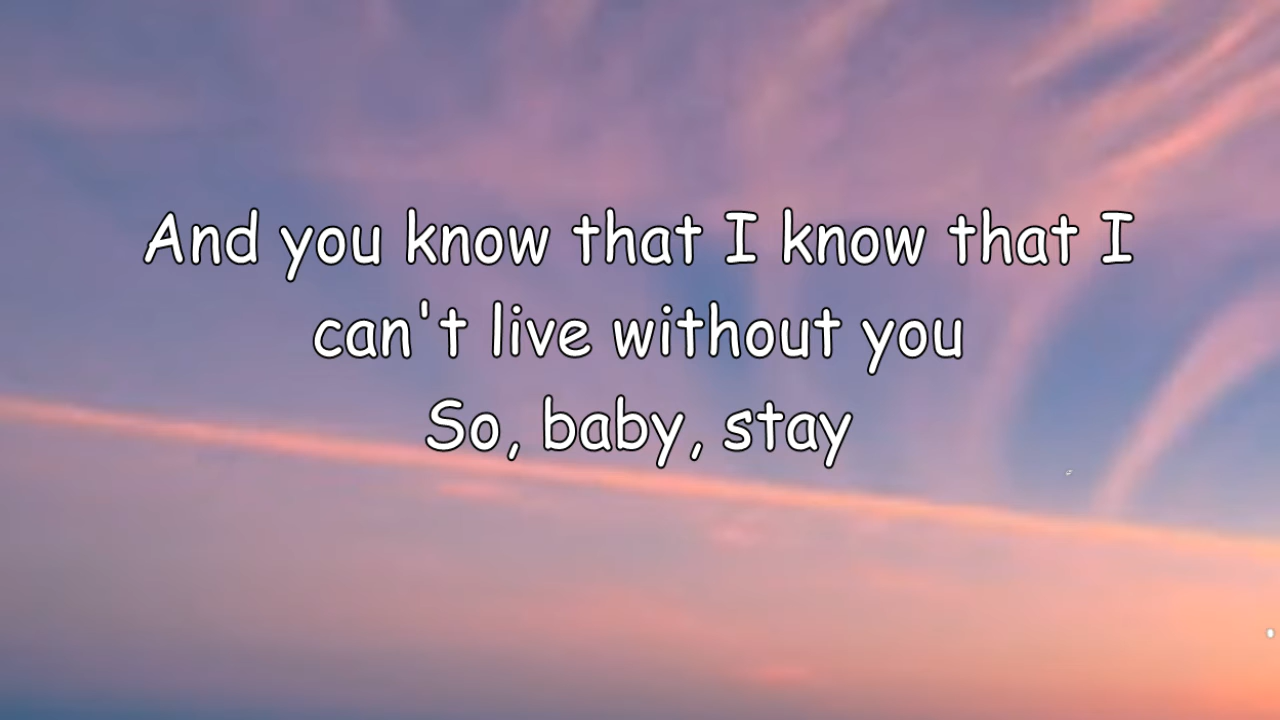 And you know that I know that I
can't live without you
So, baby, stay